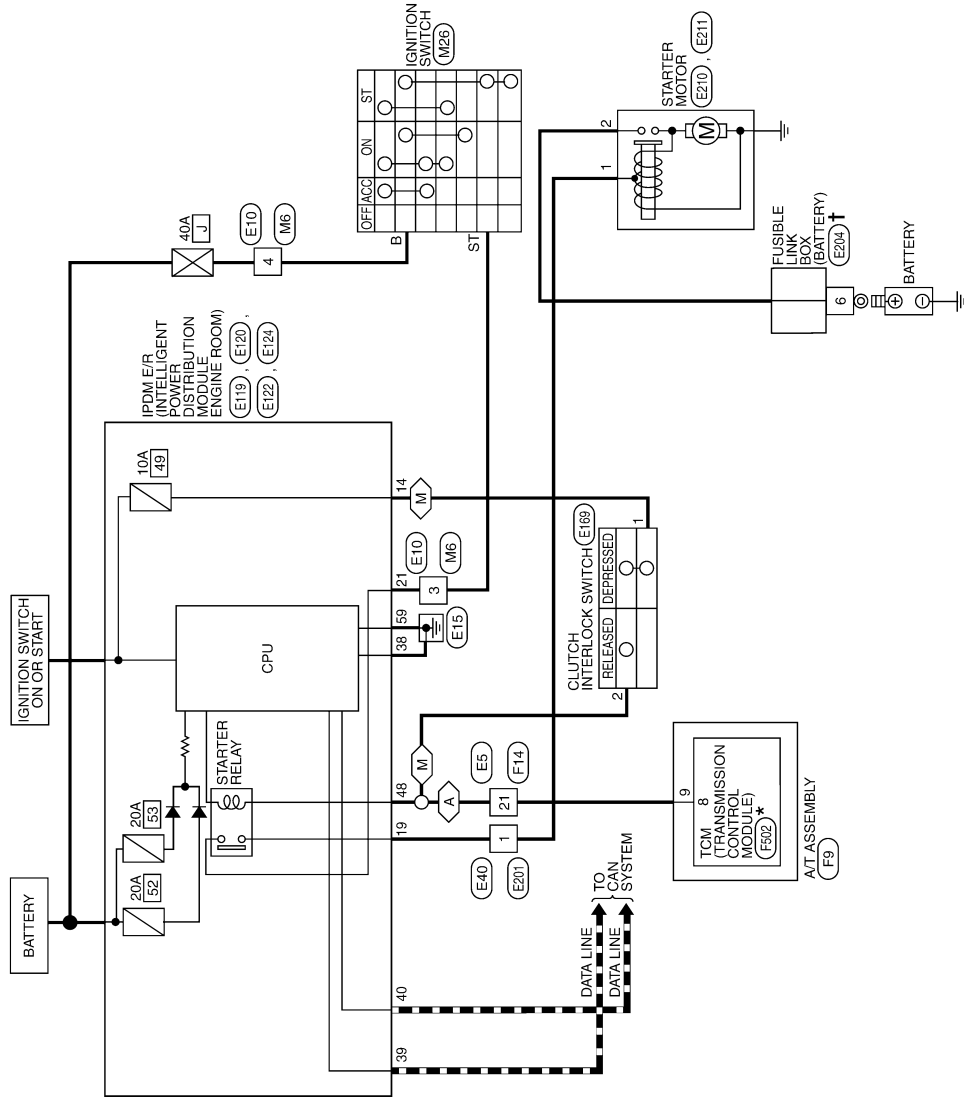 BATTERY
IGNITION SWITCH
ON OR START
40A
J
E10
M6
4
IGNITION
SWITCH
M26
OFF
ACC
ON
ST
B
ST
IPDM E/R
(INTELLIGENT
POWER
DISTRIBUTION
MODULE
ENGINE ROOM)
E119 , E120 ,
E122 , E124
20A
52
20A
53
10A
49
STARTER
RELAY
CPU
39
40
19
48
38
59
21
14
E15
3
E10
M6
M
M
A
E40
E201
1
E5
F14
21
DATA LINE
DATA LINE
TO
CAN
SYSTEM
CLUTCH
INTERLOCK SWITCH
E169
RELEASED
DEPRESSED
2
1
9
8
TCM
(TRANSMISSION
CONTROL
MODULE)
F502 *
A/T ASSEMBLY
F9
STARTER
MOTOR
E210 , E211
1
2
M
FUSIBLE
LINK
BOX
(BATTERY)
E204 †
6
BATTERY
+
−